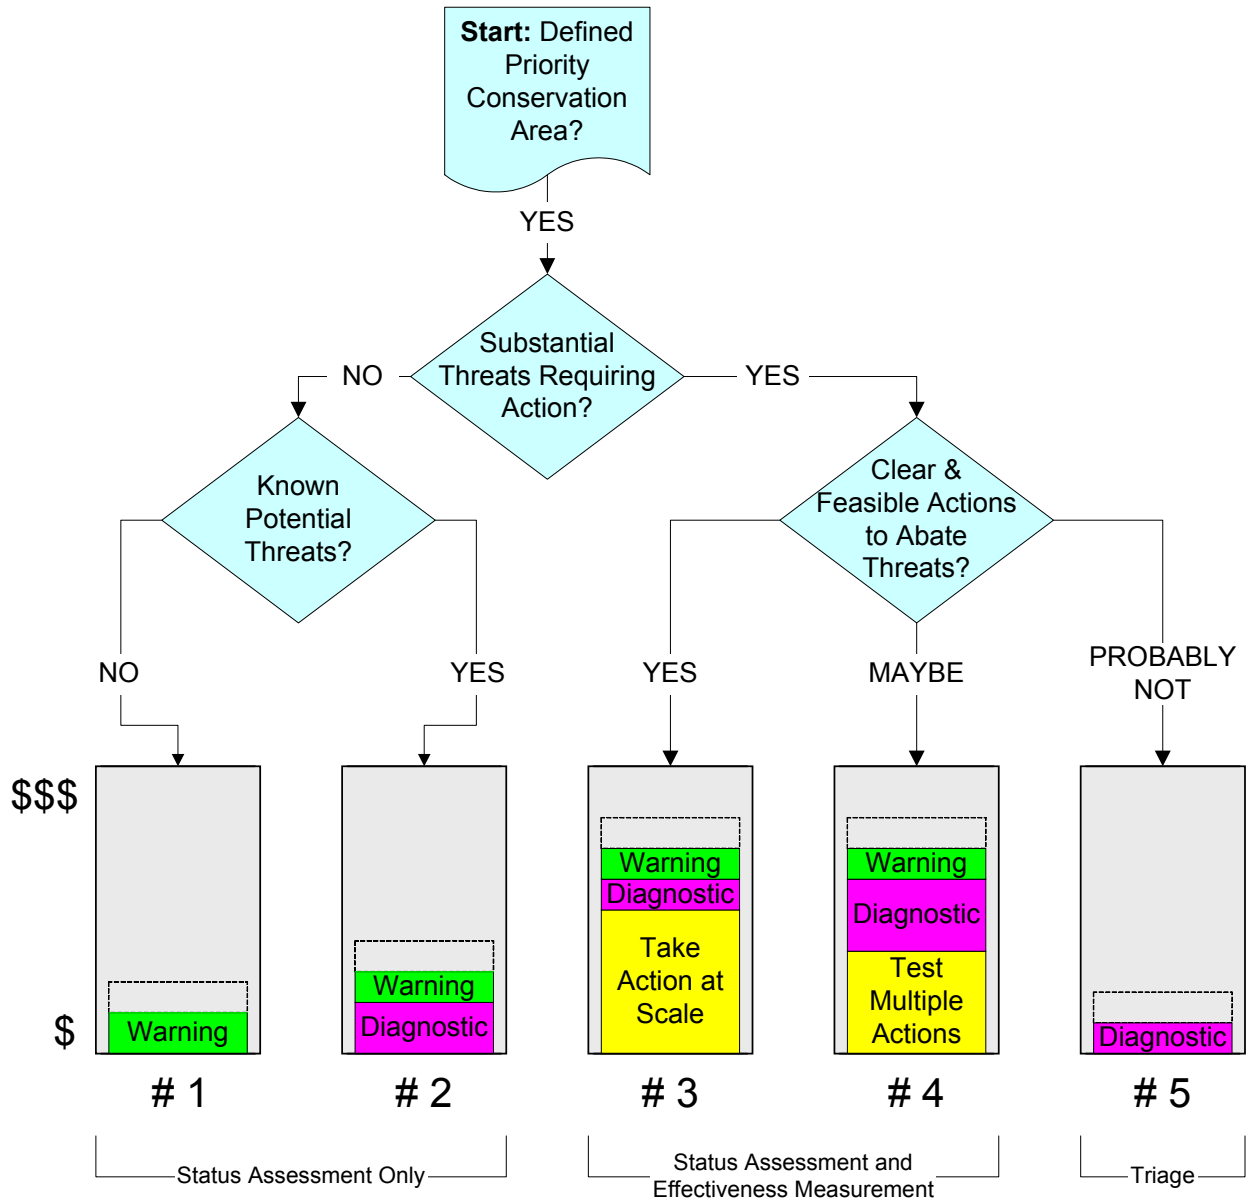 Start: Defined
Priority
Conservation
Area?
YES
Substantial
Threats Requiring
Action?
NO
YES
Known
Potential
Threats?
Clear &
Feasible Actions
to Abate
Threats?
NO
YES
YES
MAYBE
PROBABLY
NOT
$$$
$
Warning
Warning
Diagnostic
Warning
Diagnostic
Take
Action at
Scale
Warning
Diagnostic
Test
Multiple
Actions
Diagnostic
# 1
# 2
# 3
# 4
# 5
Status Assessment Only
Status Assessment and
Effectiveness Measurement
Triage